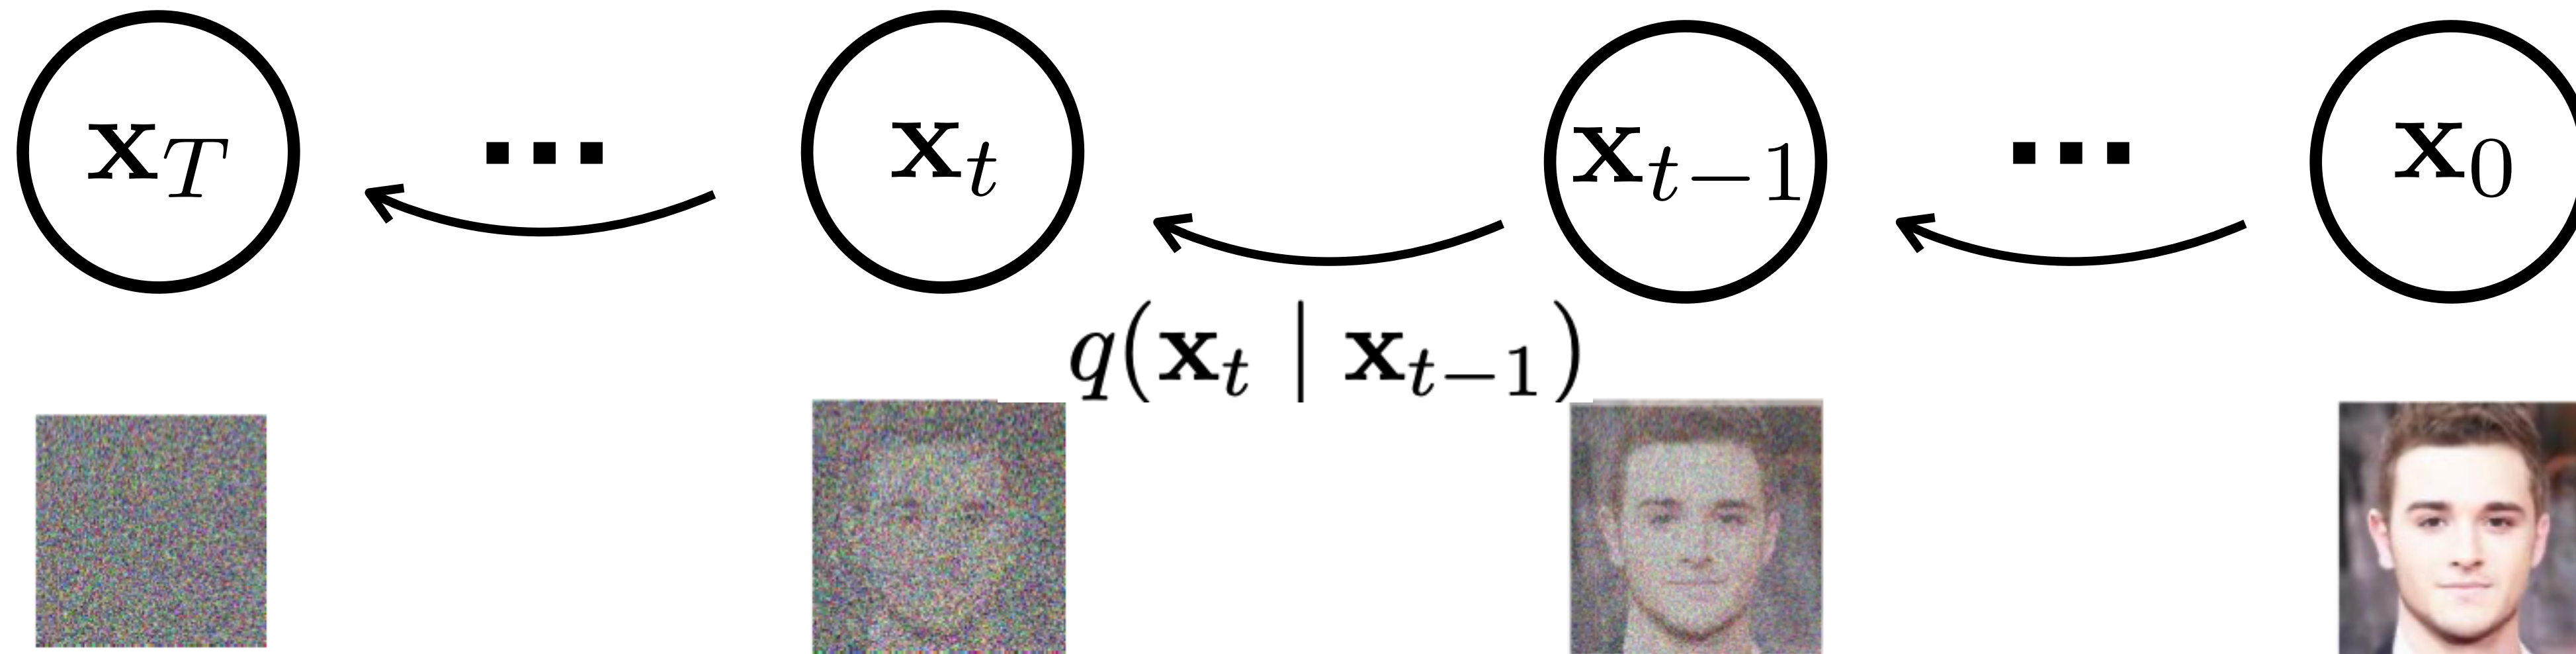 x_T ... x_t x_{t-1} ... x_0
q(x_t | x_{t-1})